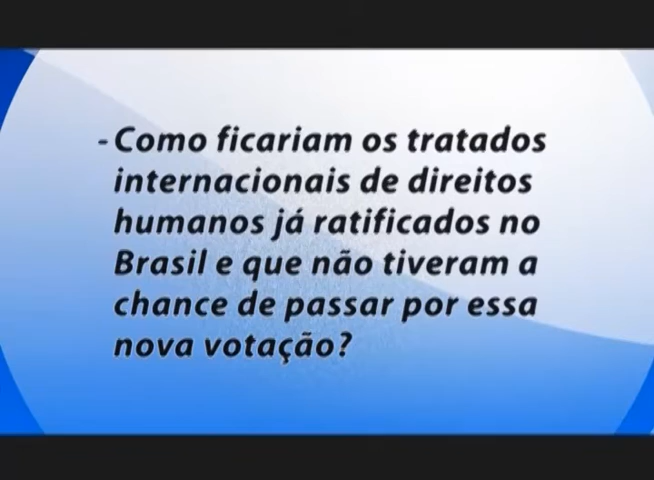 - Como ficariam os tratados
internacionais de direitos
humanos já ratificados no
Brasil e que não tiveram a
chance de passar por essa
nova votação?